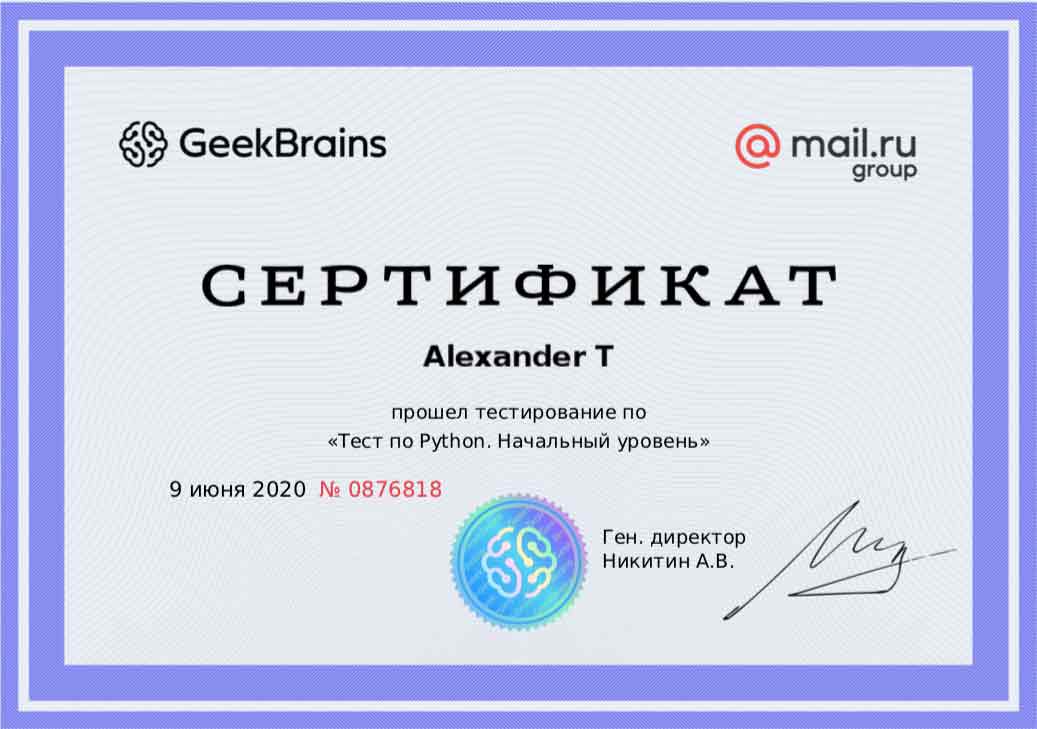 GeekBrains
@mail.ru
group
СЕРТИФИКАТ
Alexander T
прошел тестирование по
«Тест по Python. Начальный уровень»
9 июня 2020 № 0876818
Ген. директор
Никитин А.В.